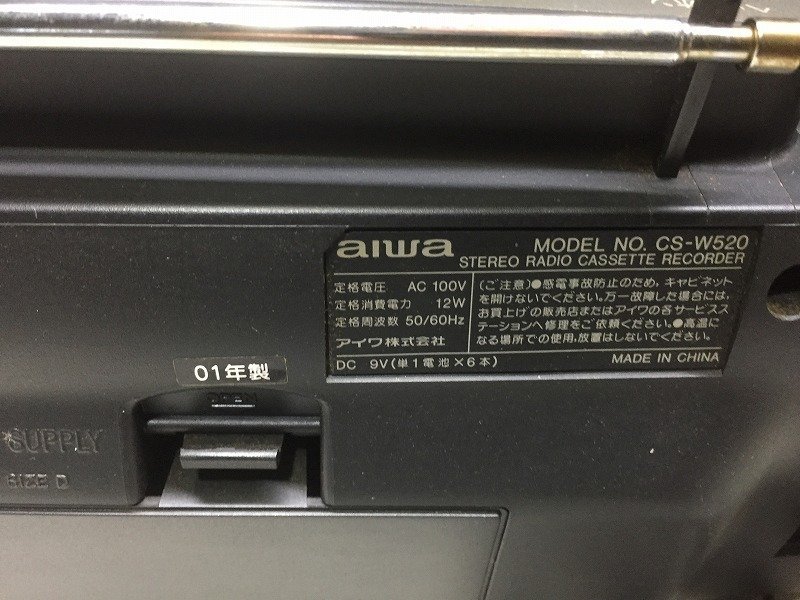 aiwa
MODEL NO. CS-W520
STEREO RADIO CASSETTE RECORDER
定格電圧 AC 100V
定格消費電力 12W
定格周波数 50/60Hz
アイワ株式会社
(ご注意)●感電事故防止のため,キャビネット
を開けないでください。万一故障した場合には,
お買上げの販売店またはアイワの各サービスス
テーションへ修理をご依頼ください。●高温に
なる場所での使用,放置はしないでください。
DC 9V(単1電池×6本)
MADE IN CHINA
01年製
OPEN
SUPPLY
SIZE D